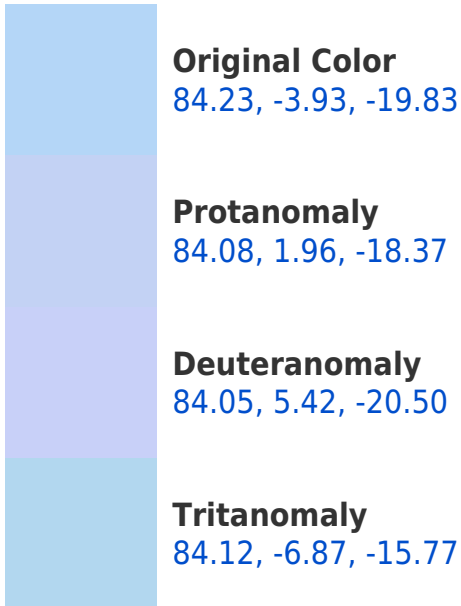 Original Color
84.23, -3.93, -19.83
Protanomaly
84.08, 1.96, -18.37
Deuteranomaly
84.05, 5.42, -20.50
Tritanomaly
84.12, -6.87, -15.77